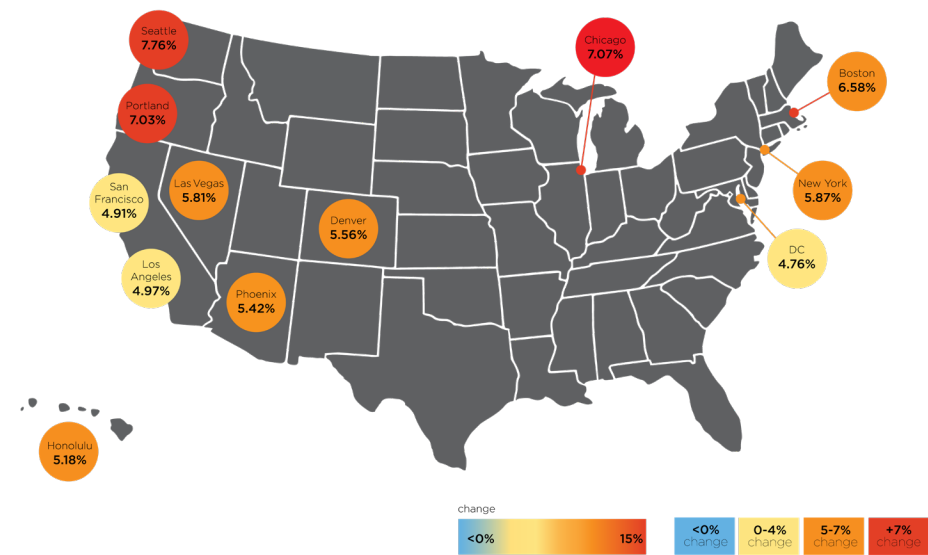 Seattle
7.76%
Chicago
7.07%
Boston
6.58%
Portland
7.03%
San
Francisco
4.91%
Las Vegas
5.81%
New York
5.87%
Denver
5.56%
DC
4.76%
Los
Angeles
4.97%
Phoenix
5.42%
Honolulu
5.18%
change
<0%
15%
<0%
change
0-4%
change
5-7%
change
+7%
change